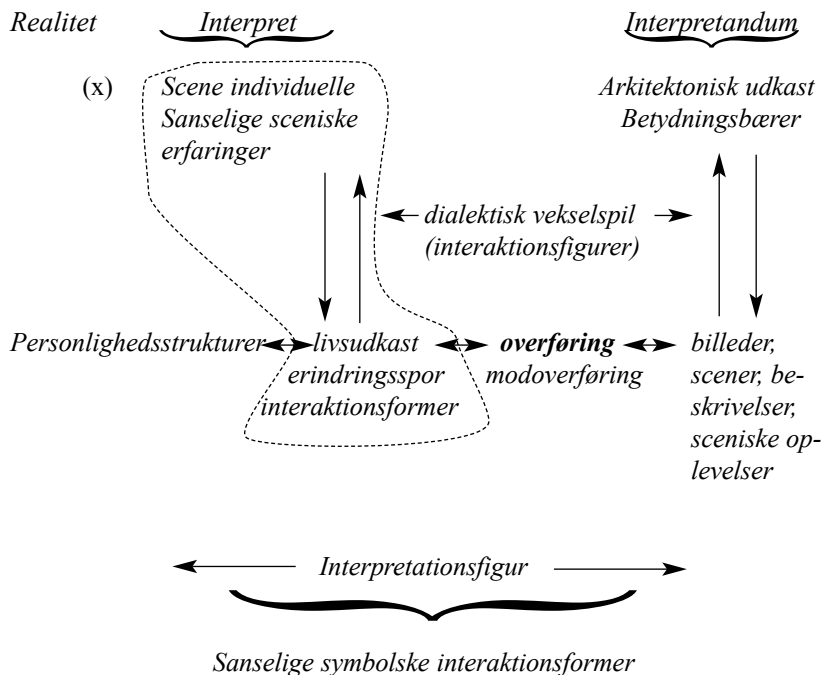 Realitet Interpret Interpretandum
(x) Scene individuelle Arkitektonisk udkast
Sanselige sceniske Betydningsbærer
erfaringer
dialektisk vekselspil
(interaktionsfigurer)
Personlighedsstrukturer livsudkast overføring billeder,
erindringsspor modoverføring scener, be-
interaktionsformer skrivelser,
sceniske op-
levelser
Interpretationsfigur
Sanselige symbolske interaktionsformer